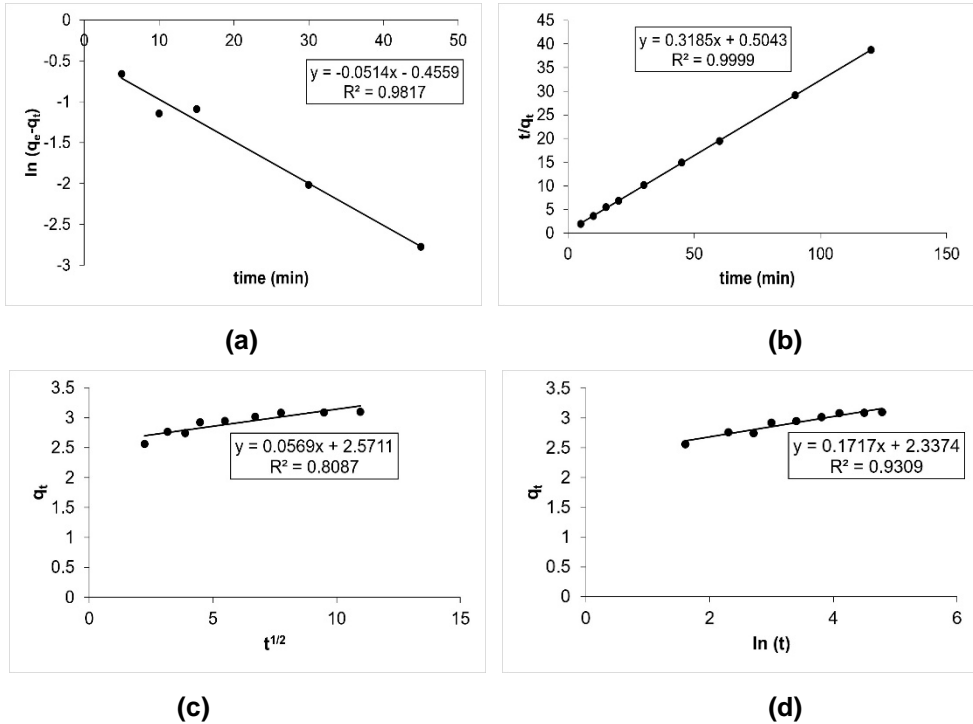 0
0 10 20 30 40 50
-0.5
-1
-1.5
-2
-2.5
-3
ln (qₑ-qₜ)
y = -0.0514x - 0.4559
R² = 0.9817
time (min)
(a)
45
40
35
30
25
20
15
10
5
0
t/qₜ
y = 0.3185x + 0.5043
R² = 0.9999
0 50 100 150
time (min)
(b)
3.5
3
2.5
2
1.5
1
0.5
0
qₜ
y = 0.0569x + 2.5711
R² = 0.8087
0 5 10 15
t¹ᐟ²
(c)
3.5
3
2.5
2
1.5
1
0.5
0
qₜ
y = 0.1717x + 2.3374
R² = 0.9309
0 2 4 6
ln (t)
(d)